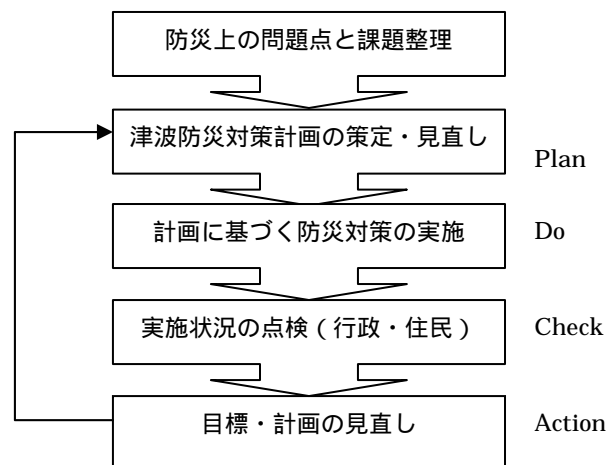 防災上の問題点と課題整理
津波防災対策計画の策定・見直し
Plan
計画に基づく防災対策の実施
Do
実施状況の点検（行政・住民）
Check
目標・計画の見直し
Action